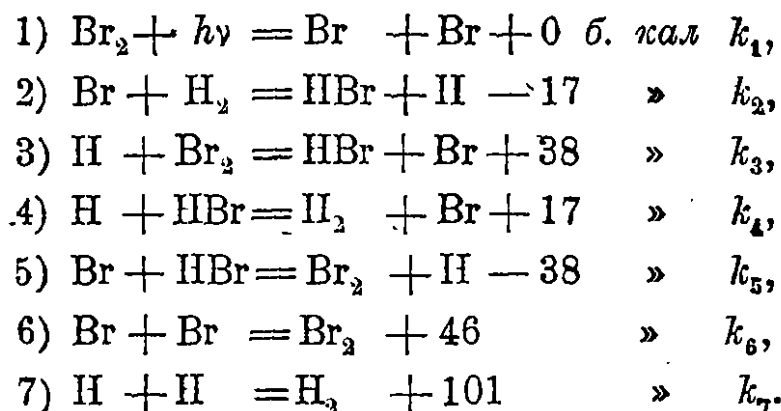 1) Br₂ + hν = Br + Br + 0 б. кал k₁,
2) Br + H₂ = HBr + H − 17 » k₂,
3) H + Br₂ = HBr + Br + 38 » k₃,
4) H + HBr = H₂ + Br + 17 » k₄,
5) Br + HBr = Br₂ + H − 38 » k₅,
6) Br + Br = Br₂ + 46 » k₆,
7) H + H = H₂ + 101 » k₇.